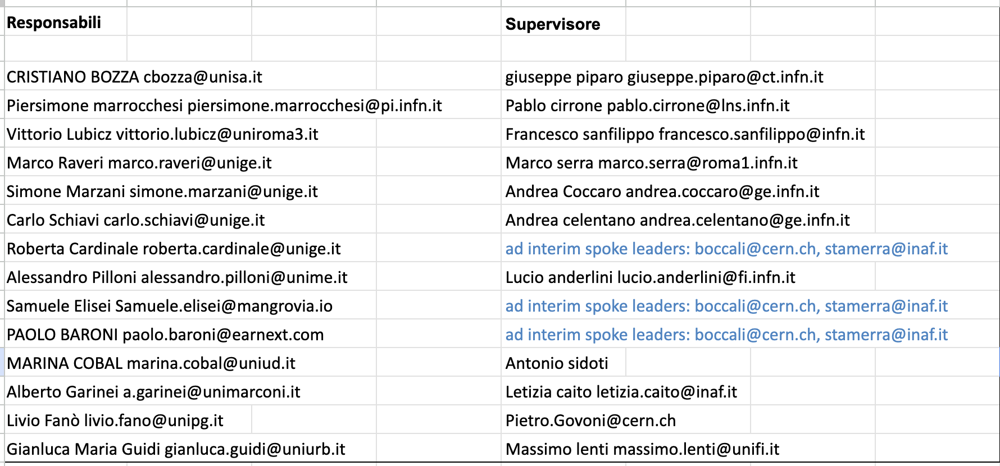 Responsabili Supervisore
CRISTIANO BOZZA cbozza@unisa.it giuseppe piparo giuseppe.piparo@ct.infn.it
Piersimone marrocchesi piersimone.marrocchesi@pi.infn.it Pablo cirrone pablo.cirrone@lns.infn.it
Vittorio Lubicz vittorio.lubicz@uniroma3.it Francesco sanfilippo francesco.sanfilippo@infn.it
Marco Raveri marco.raveri@unige.it Marco serra marco.serra@roma1.infn.it
Simone Marzani simone.marzani@unige.it Andrea Coccaro andrea.coccaro@ge.infn.it
Carlo Schiavi carlo.schiavi@unige.it Andrea celentano andrea.celentano@ge.infn.it
Roberta Cardinale roberta.cardinale@unige.it ad interim spoke leaders: boccali@cern.ch, stamerra@inaf.it
Alessandro Pilloni alessandro.pilloni@unime.it Lucio anderlini lucio.anderlini@fi.infn.it
Samuele Elisei Samuele.elisei@mangrovia.io ad interim spoke leaders: boccali@cern.ch, stamerra@inaf.it
PAOLO BARONI paolo.baroni@earnext.com ad interim spoke leaders: boccali@cern.ch, stamerra@inaf.it
MARINA COBAL marina.cobal@uniud.it Antonio sidoti
Alberto Garinei a.garinei@unimarconi.it Letizia caito letizia.caito@inaf.it
Livio Fanò livio.fano@unipg.it Pietro.Govoni@cern.ch
Gianluca Maria Guidi gianluca.guidi@uniurb.it Massimo lenti massimo.lenti@unifi.it